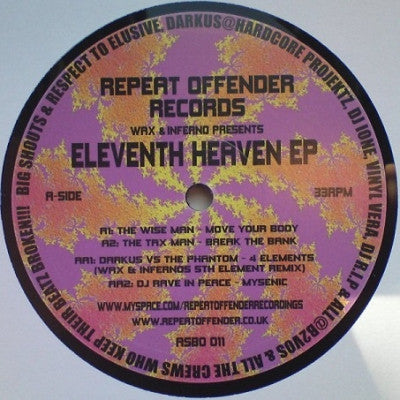 BIG SHOUTS & RESPECT TO ELUSIVE, DARKUS@HARDCORE PROJEKTZ, DJ IONE, VINYL VERA, DJ R.I.P & ALL@B2VOS & ALL THE CREWS WHO KEEP THEIR BEATZ BROKEN!!!
REPEAT OFFENDER
RECORDS
WAX & INFERNO PRESENTS
ELEVENTH HEAVEN EP
A-SIDE 33RPM
A1: THE WISE MAN - MOVE YOUR BODY
A2: THE TAX MAN - BREAK THE BANK
AA1: DARKUS VS THE PHANTOM - 4 ELEMENTS
(WAX & INFERNOS 5TH ELEMENT REMIX)
AA2: DJ RAVE IN PEACE - MYSENIC
WWW.MYSPACE.COM/REPEATOFFENDERRECORDINGS
WWW.REPEATOFFENDER.CO.UK
ASBO 011